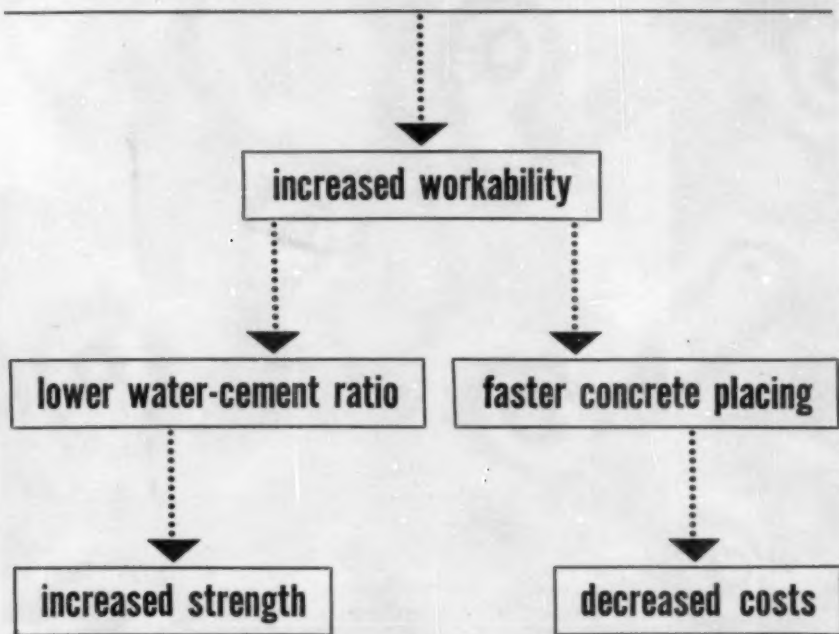 increased workability
lower water-cement ratio
faster concrete placing
increased strength
decreased costs